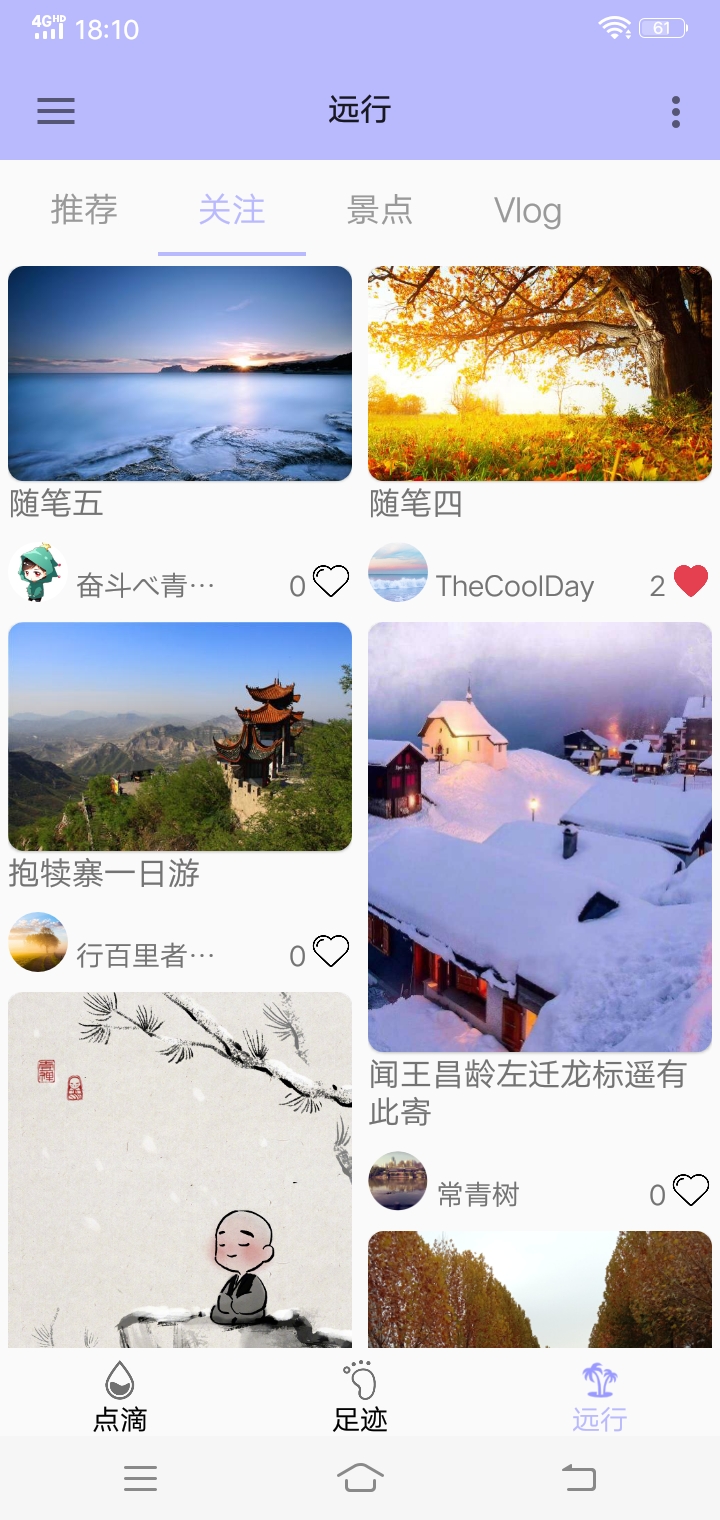 4GHD 18:10 61
远行
推荐 关注 景点 Vlog
随笔五
奋斗べ青… 0
随笔四
TheCoolDay 2
抱犊寨一日游
行百里者… 0
闻王昌龄左迁龙标遥有
此寄
常青树 0
点滴 足迹 远行